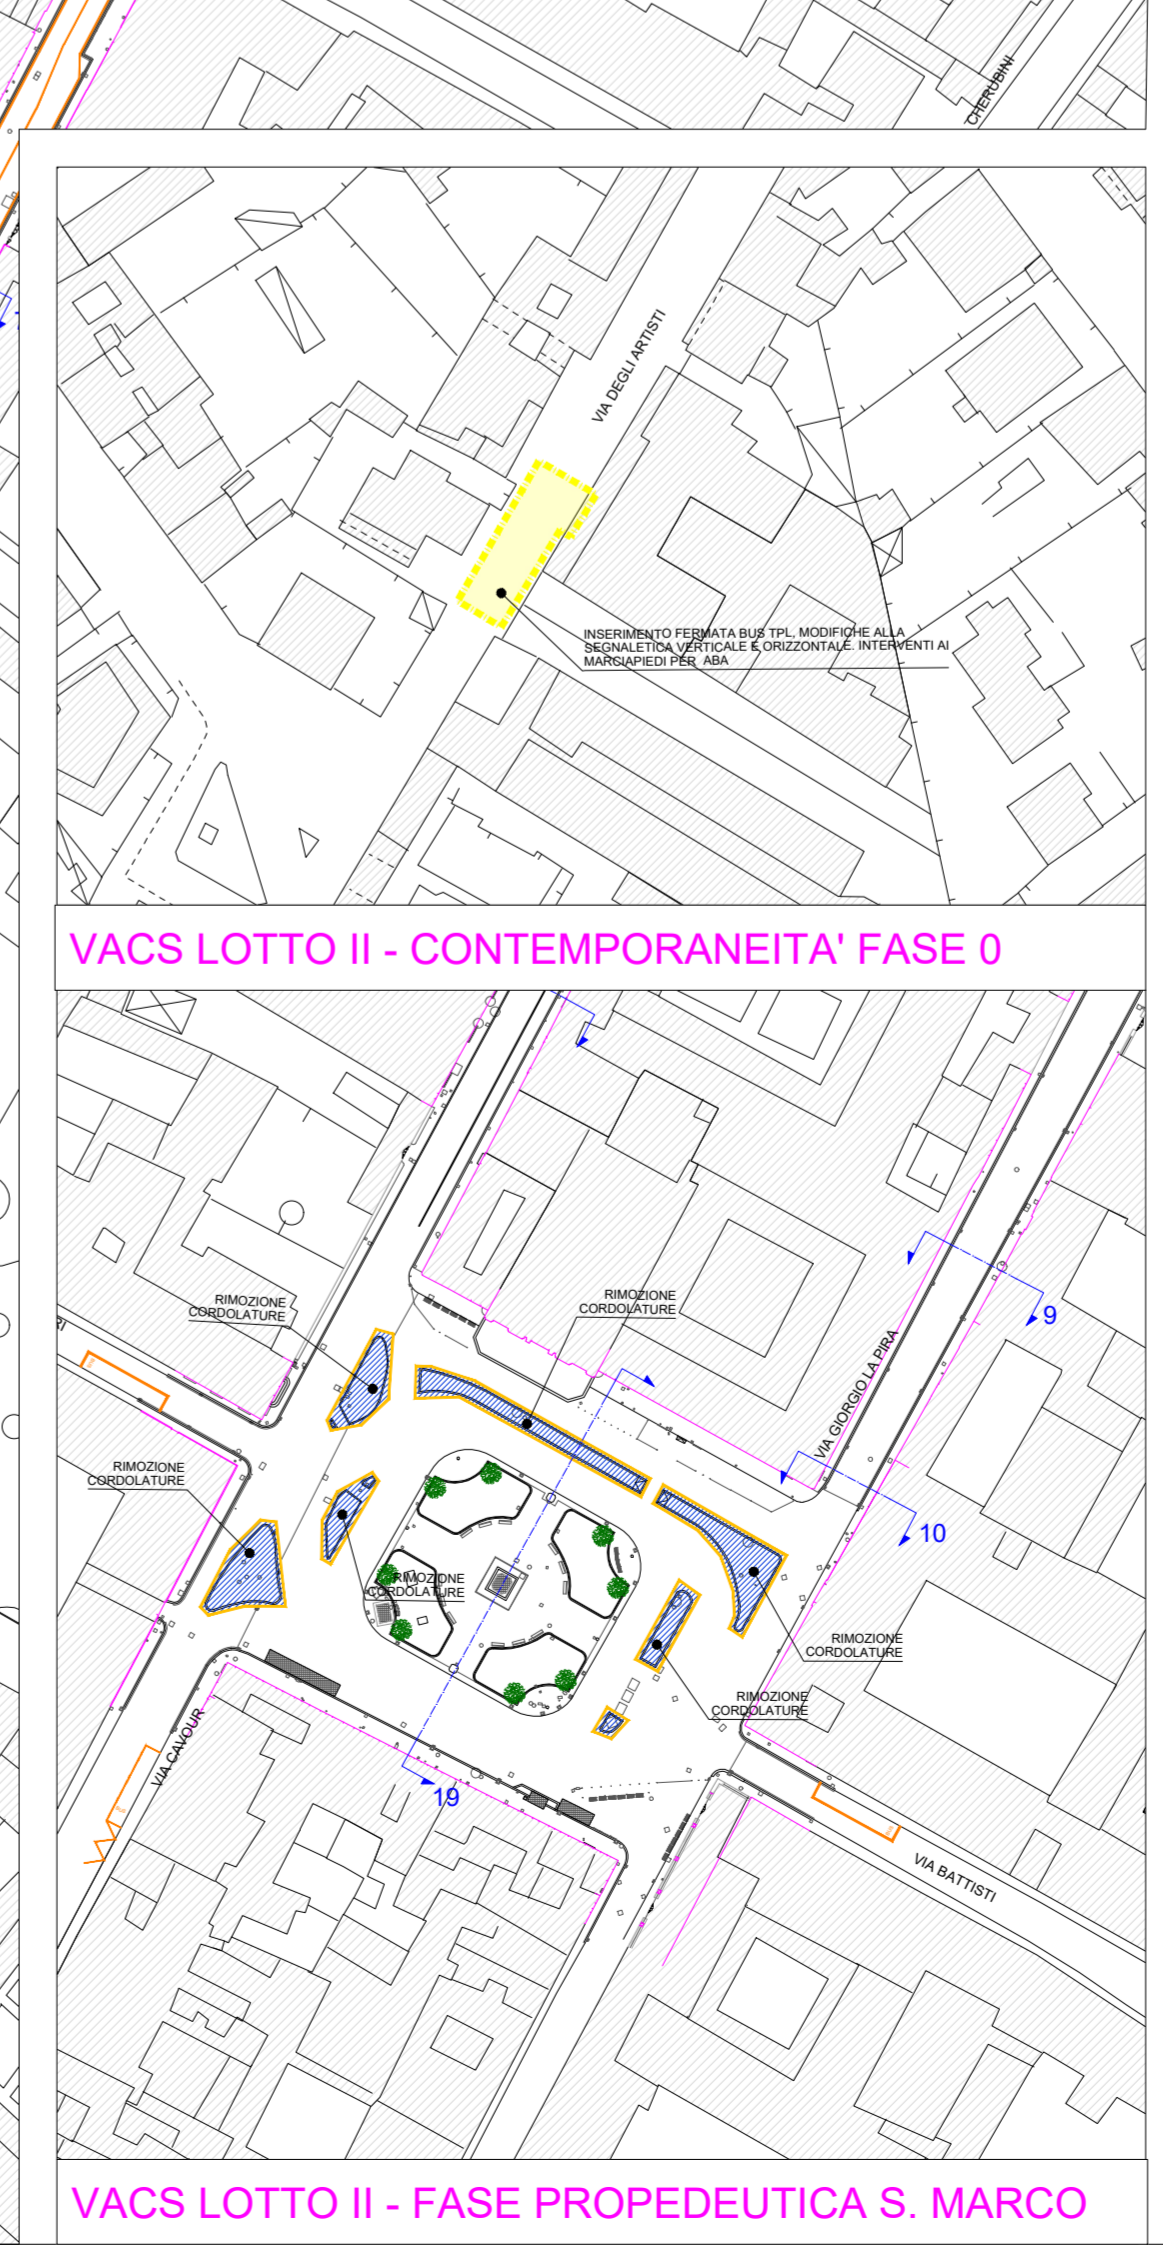 CHERUBINI
VIA DEGLI ARTISTI
INSERIMENTO FERMATA BUS TPL, MODIFICHE ALLA
SEGNALETICA VERTICALE E ORIZZONTALE. INTERVENTI AI
MARCIAPIEDI PER ABA
VACS LOTTO II - CONTEMPORANEITA' FASE 0
RIMOZIONE
CORDOLATURE
RIMOZIONE
CORDOLATURE
9
VIA GIORGIO LA PIRA
RIMOZIONE
CORDOLATURE
10
RIMOZIONE
CORDOLATURE
RIMOZIONE
CORDOLATURE
RIMOZIONE
CORDOLATURE
VIA CAVOUR
19
VIA BATTISTI
VACS LOTTO II - FASE PROPEDEUTICA S. MARCO